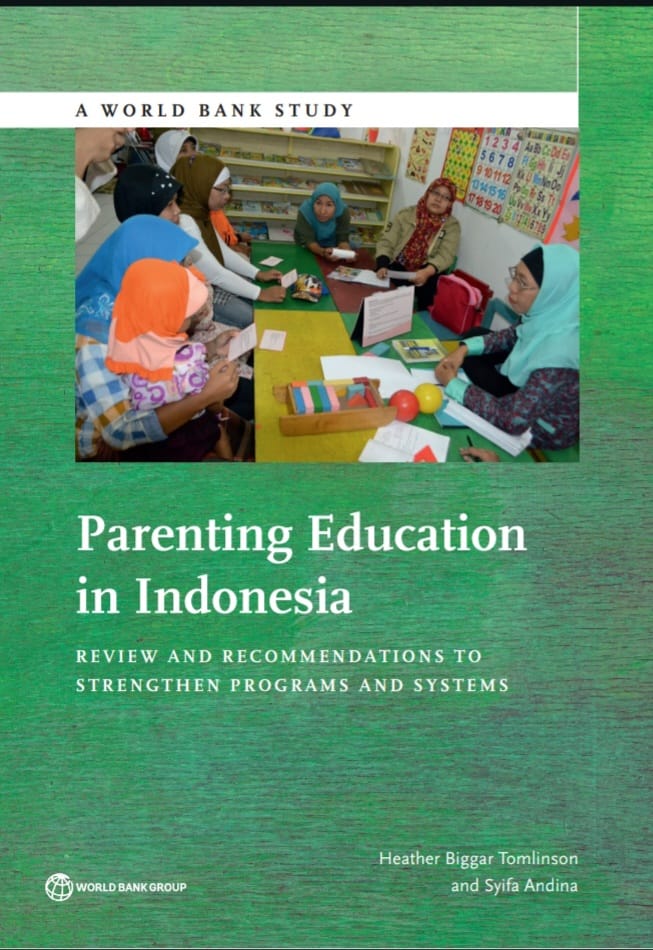 A WORLD BANK STUDY
Parenting Education
in Indonesia
REVIEW AND RECOMMENDATIONS TO
STRENGTHEN PROGRAMS AND SYSTEMS
Heather Biggar Tomlinson
and Syifa Andina
WORLD BANK GROUP